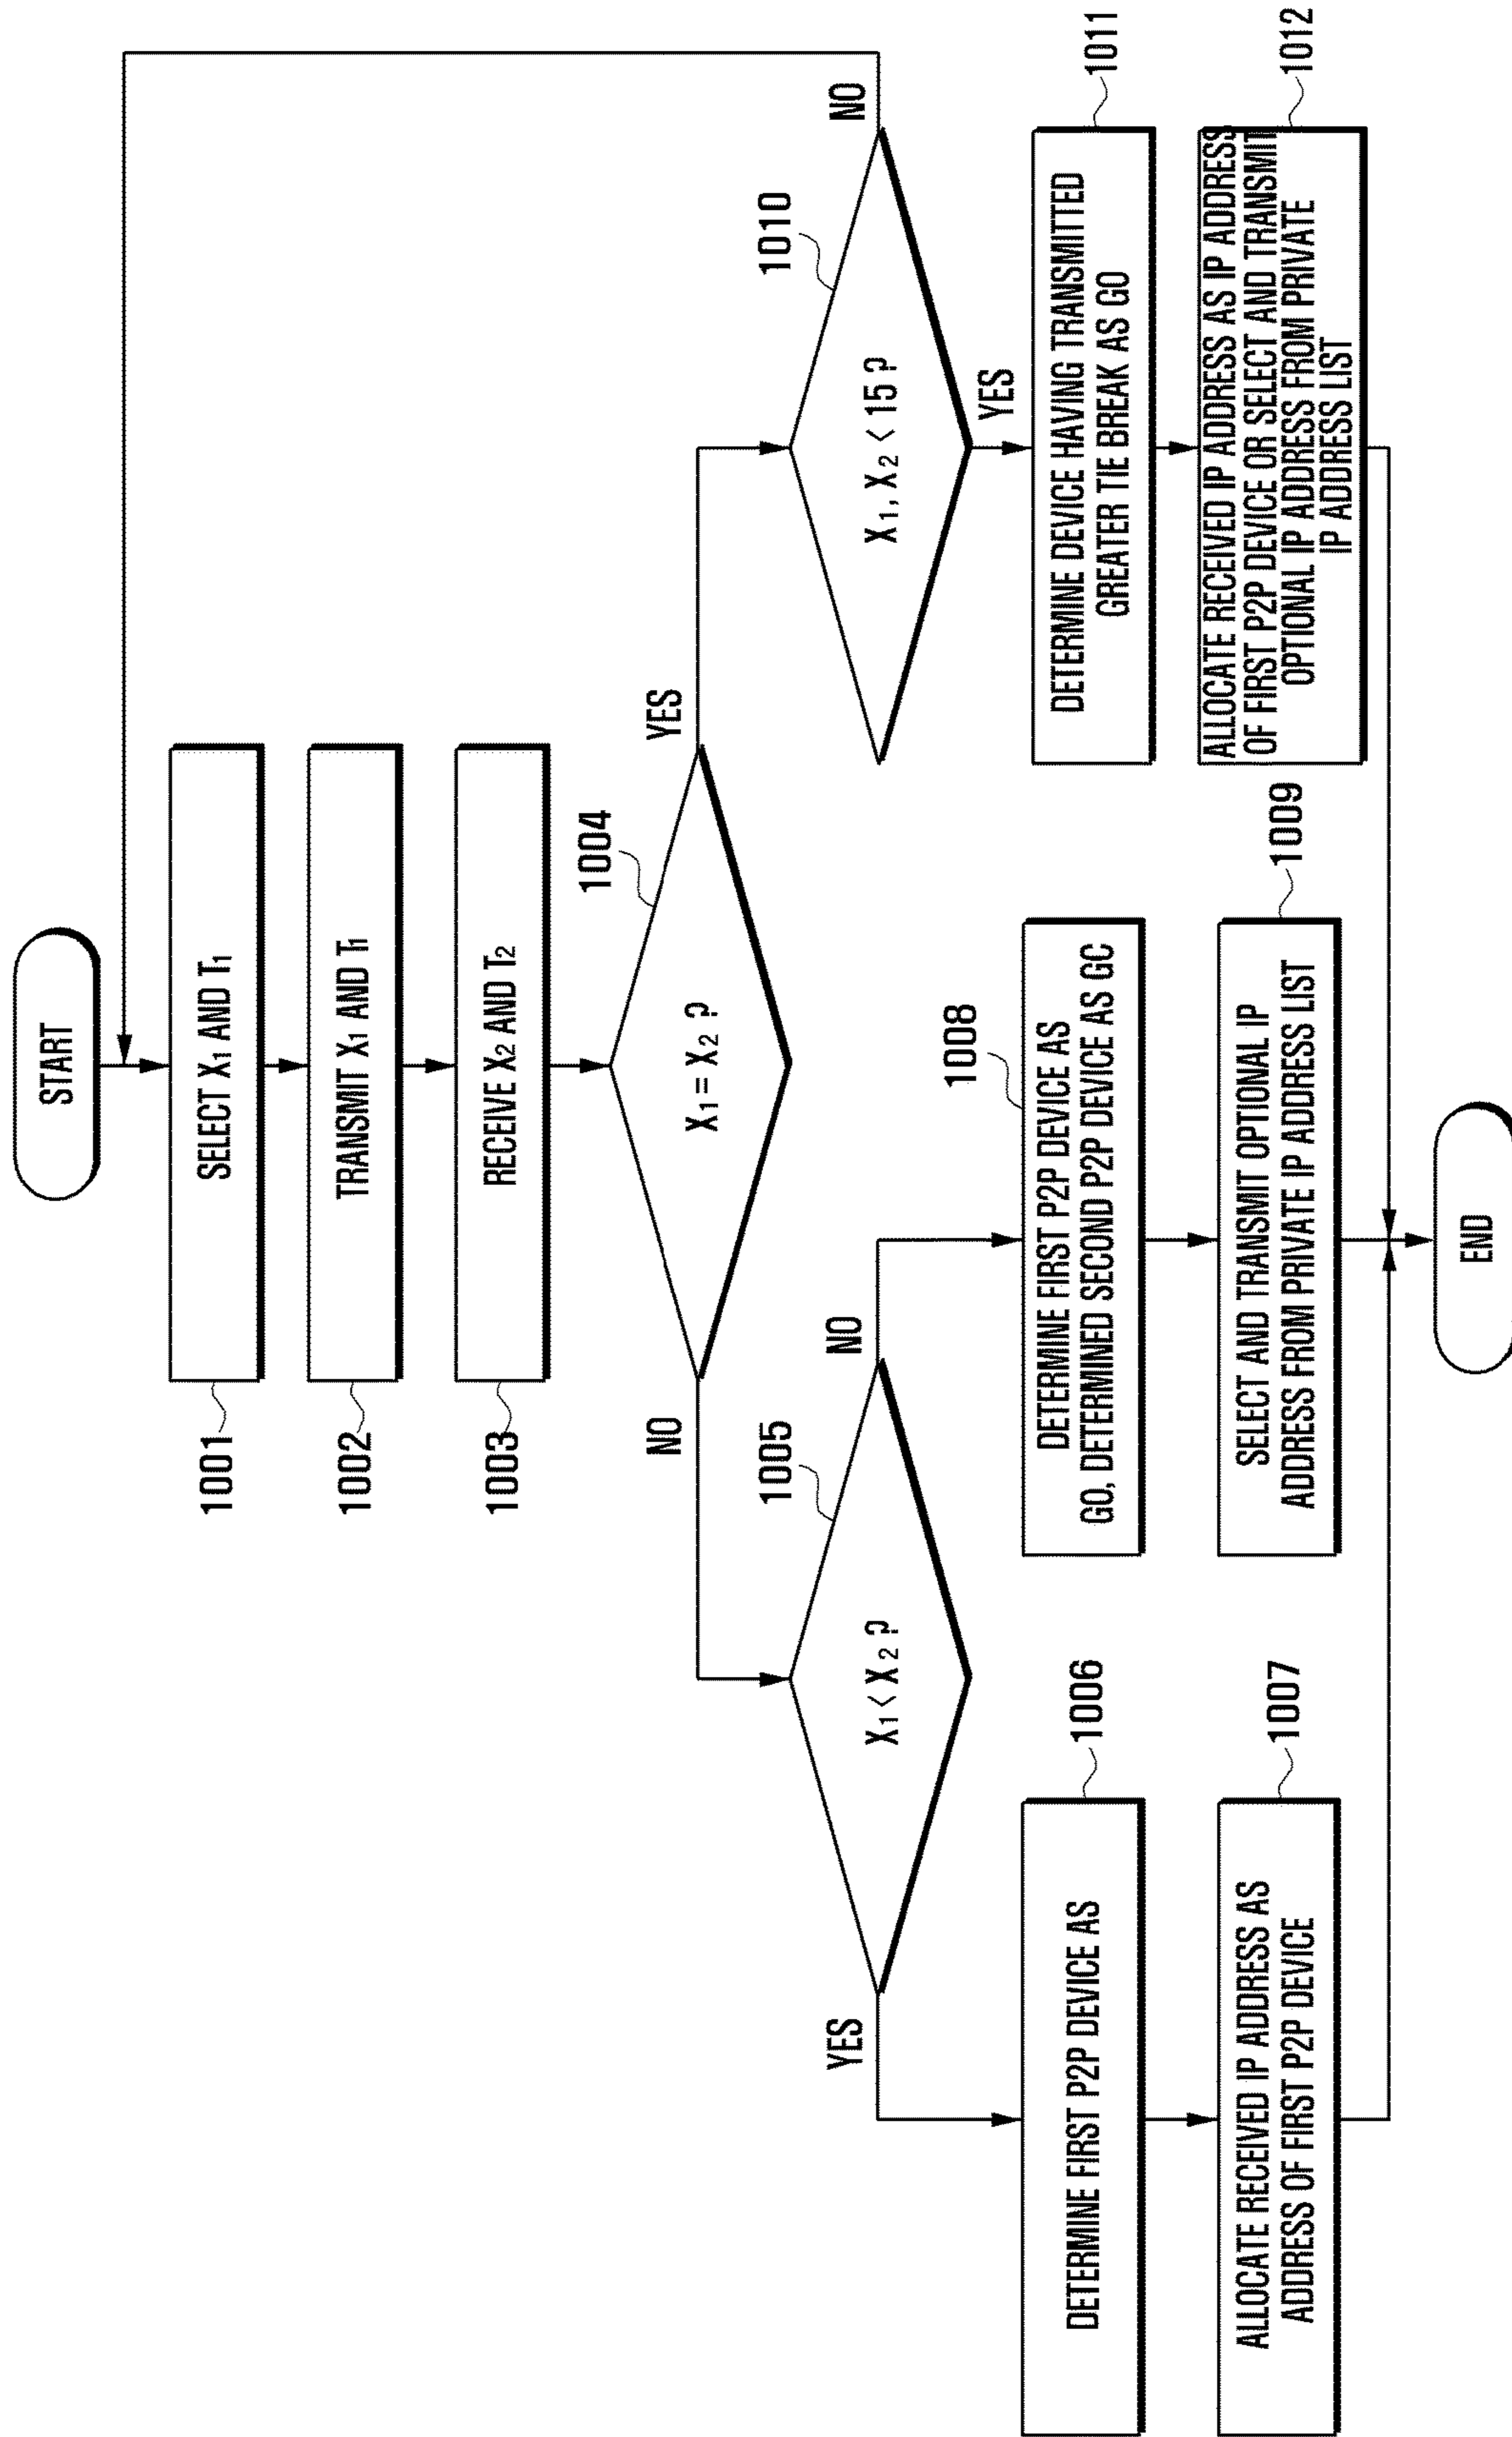 START
SELECT X1 AND T1
1001
TRANSMIT X1 AND T1
1002
RECEIVE X2 AND T2
1003
1004
X1 = X2 ?
NO
YES
1005
X1 < X2 ?
YES
NO
1010
X1, X2 < 15 ?
NO
YES
DETERMINE FIRST P2P DEVICE AS
1006
ALLOCATE RECEIVED IP ADDRESS AS
ADDRESS OF FIRST P2P DEVICE
1007
1008
DETERMINE FIRST P2P DEVICE AS
GO, DETERMINED SECOND P2P DEVICE AS GC
SELECT AND TRANSMIT OPTIONAL IP
ADDRESS FROM PRIVATE IP ADDRESS LIST
1009
DETERMINE DEVICE HAVING TRANSMITTED
GREATER TIE BREAK AS GO
1011
ALLOCATE RECEIVED IP ADDRESS AS IP ADDRESS
OF FIRST P2P DEVICE OR SELECT AND TRANSMIT
OPTIONAL IP ADDRESS FROM PRIVATE
IP ADDRESS LIST
1012
END